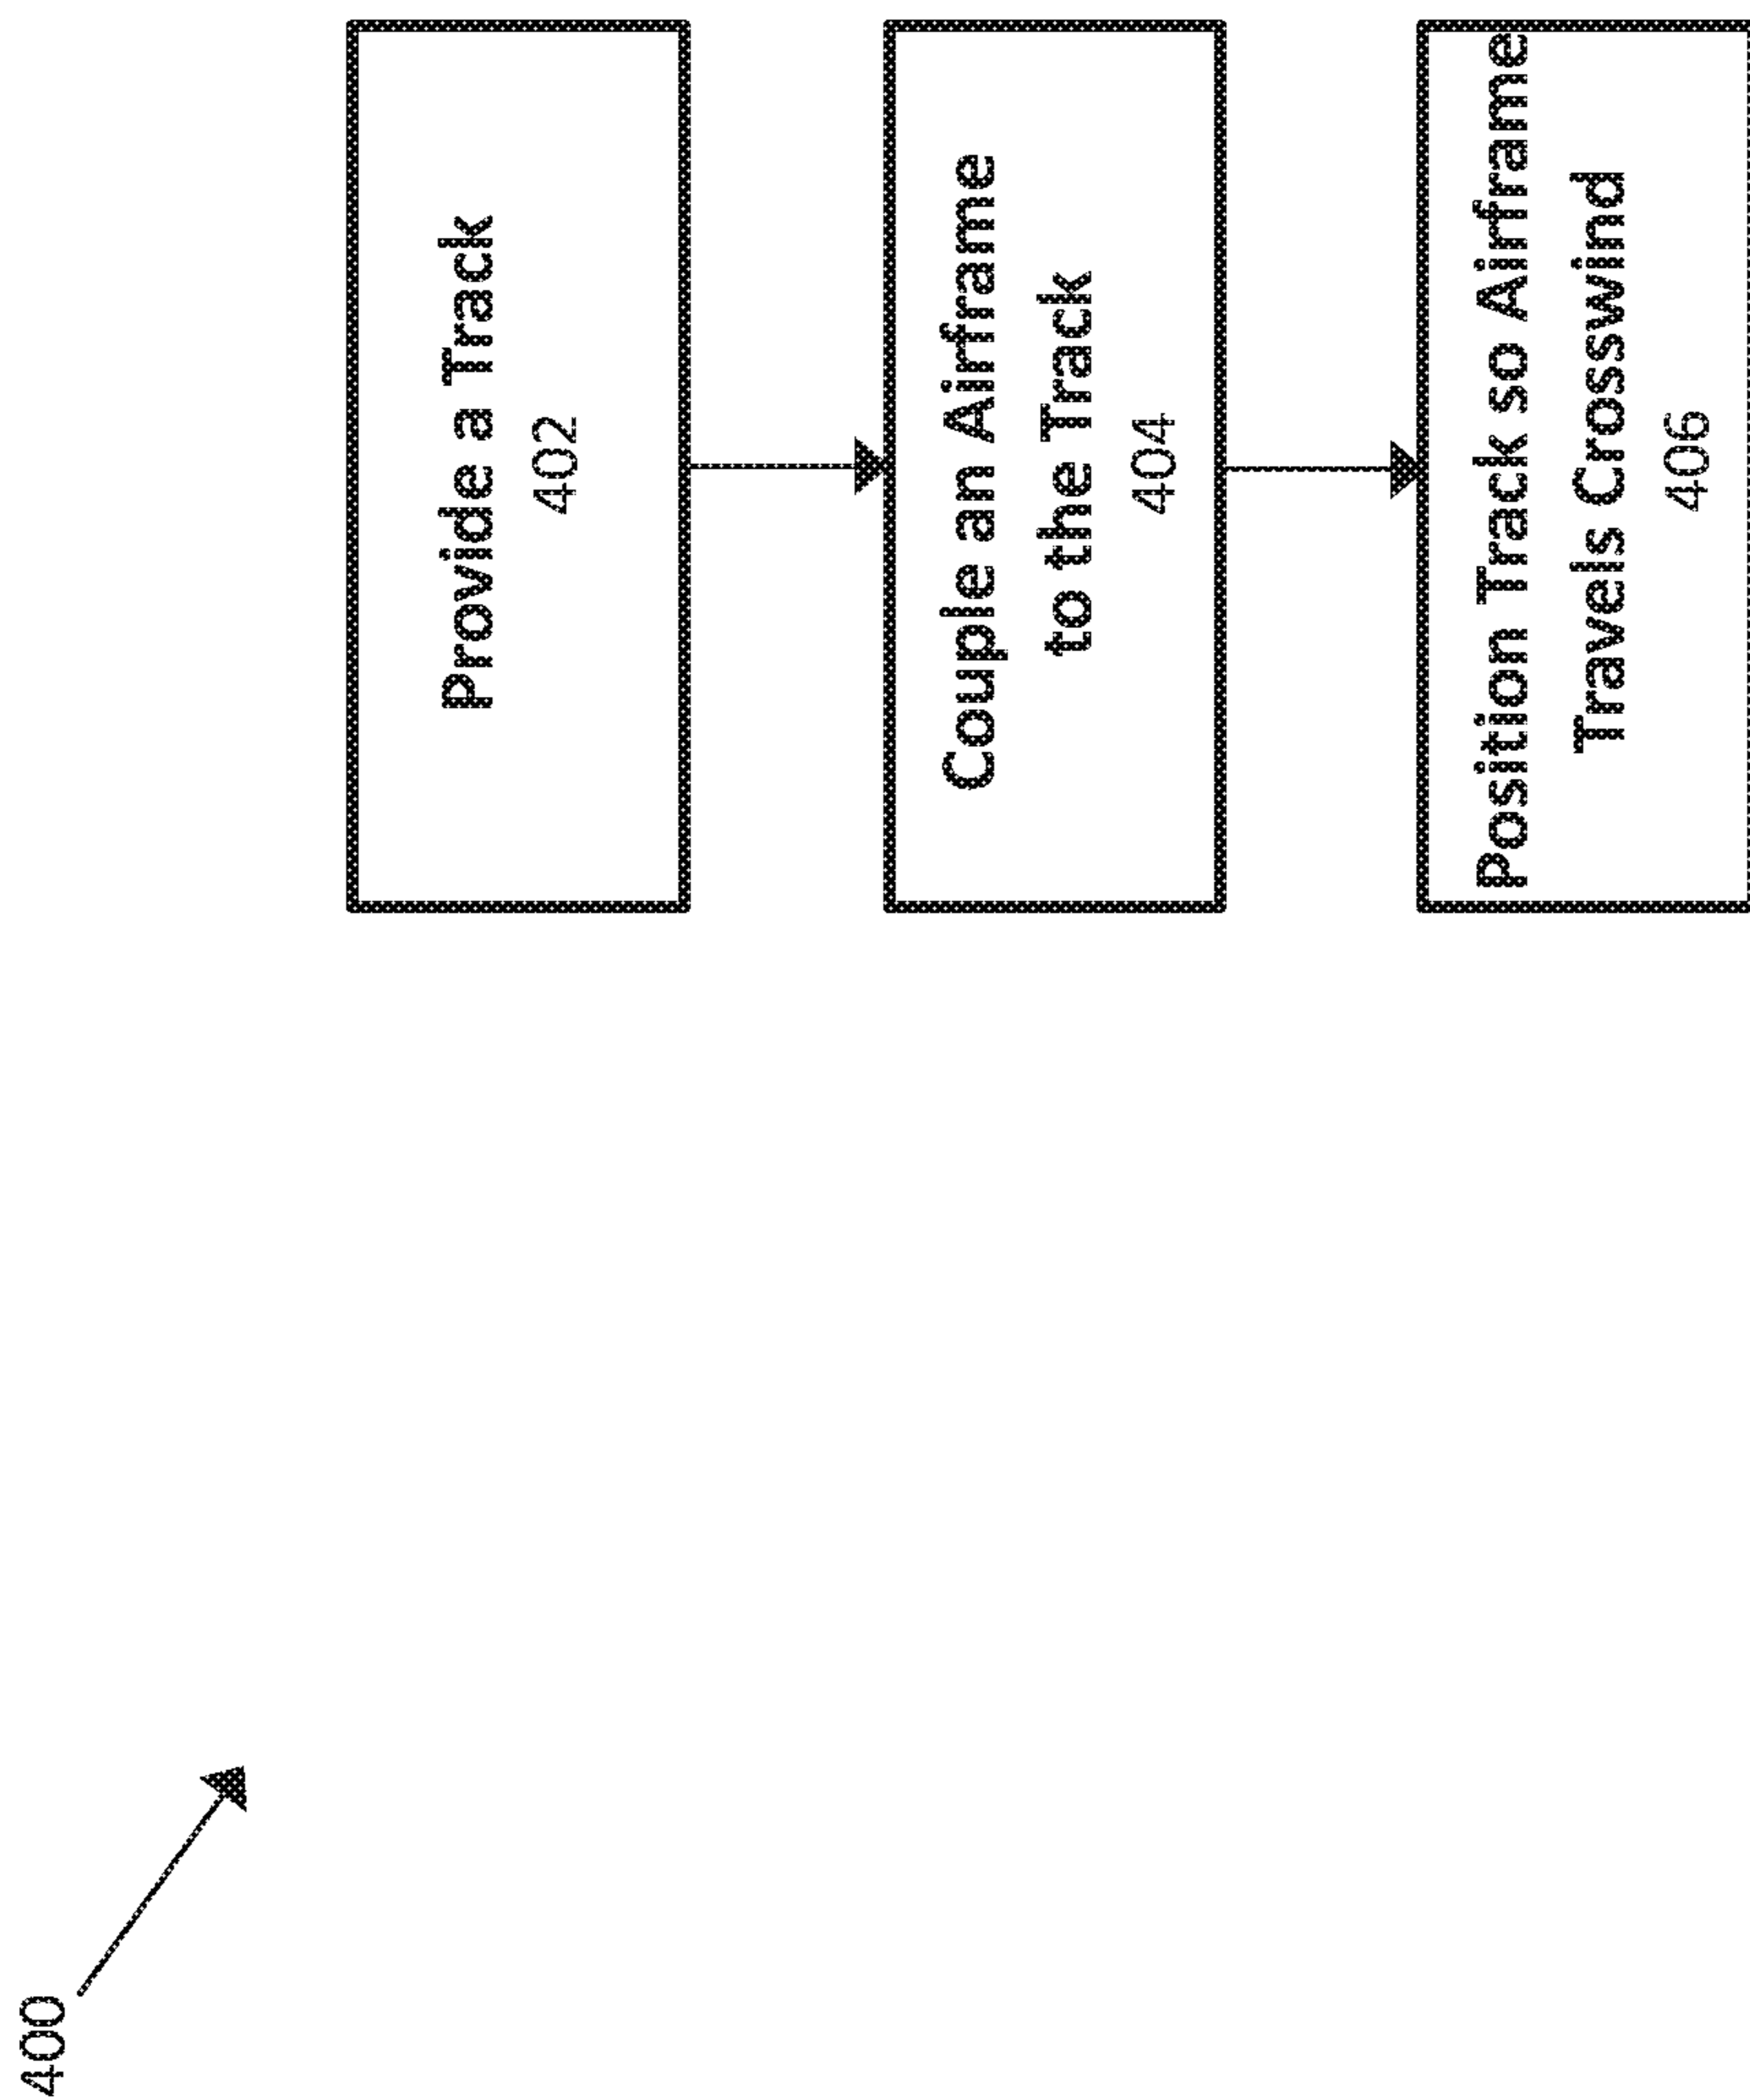 400
Provide a Track
402
Couple an Airframe
to the Track
404
Position Track so Airframe
Travels Crosswind
406